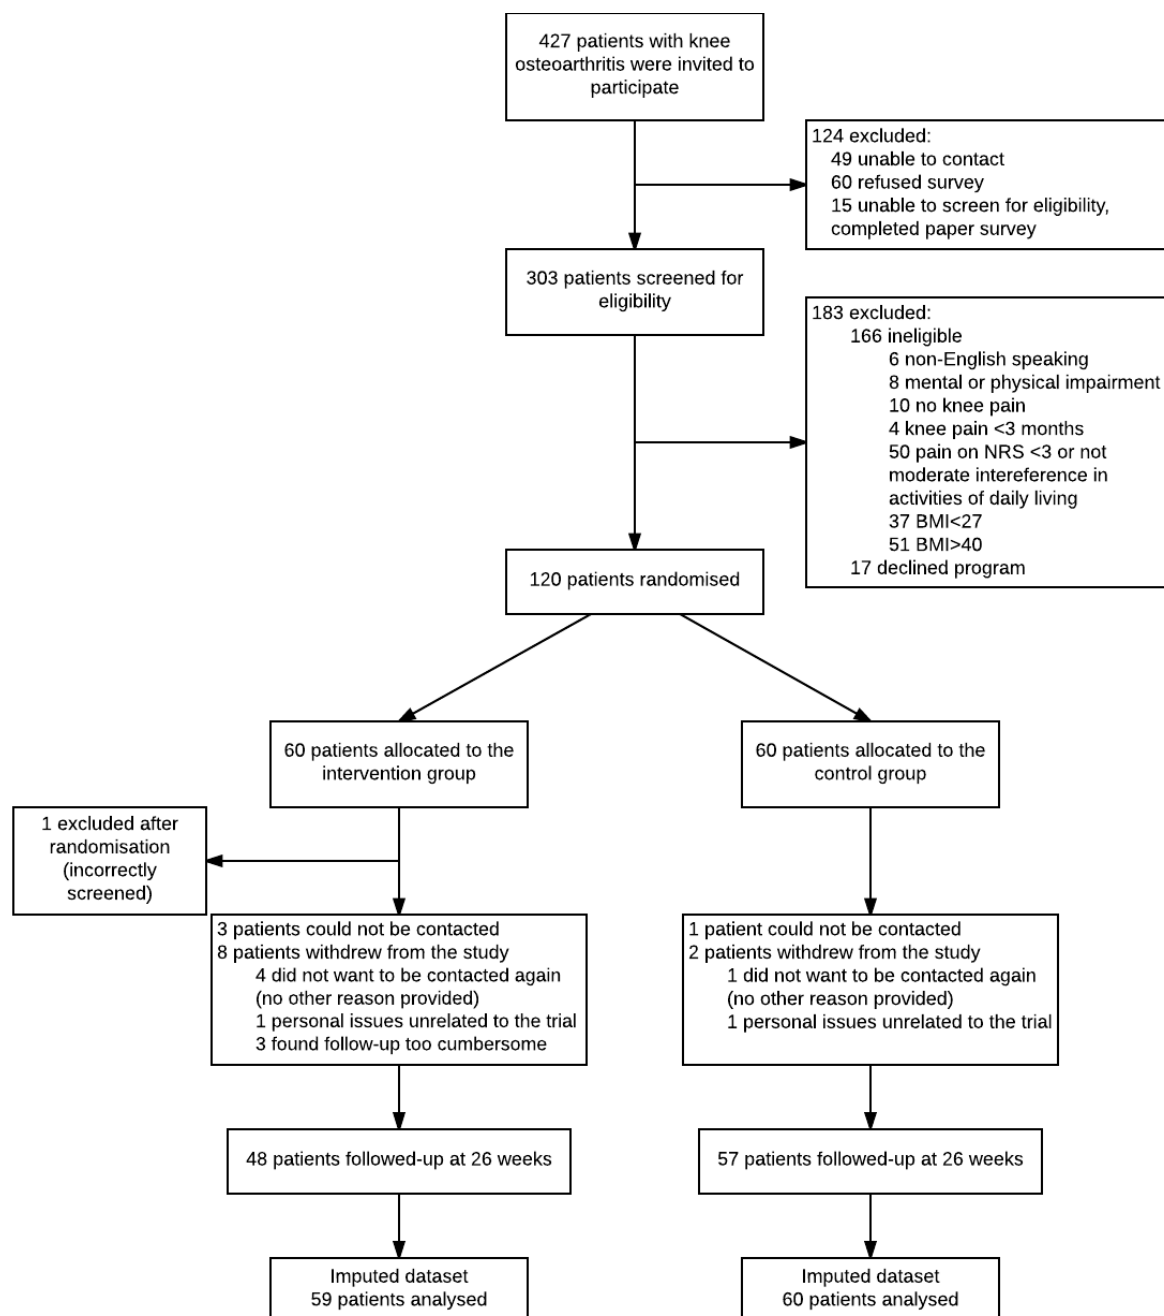 427 patients with knee
osteoarthritis were invited to
participate
124 excluded:
49 unable to contact
60 refused survey
15 unable to screen for eligibility,
completed paper survey
303 patients screened for
eligibility
183 excluded:
166 ineligible
6 non-English speaking
8 mental or physical impairment
10 no knee pain
4 knee pain <3 months
50 pain on NRS <3 or not
moderate intereference in
activities of daily living
37 BMI<27
51 BMI>40
17 declined program
120 patients randomised
60 patients allocated to the
intervention group
60 patients allocated to the
control group
1 excluded after
randomisation
(incorrectly
screened)
3 patients could not be contacted
8 patients withdrew from the study
4 did not want to be contacted again
(no other reason provided)
1 personal issues unrelated to the trial
3 found follow-up too cumbersome
1 patient could not be contacted
2 patients withdrew from the study
1 did not want to be contacted again
(no other reason provided)
1 personal issues unrelated to the trial
48 patients followed-up at 26 weeks
57 patients followed-up at 26 weeks
Imputed dataset
59 patients analysed
Imputed dataset
60 patients analysed